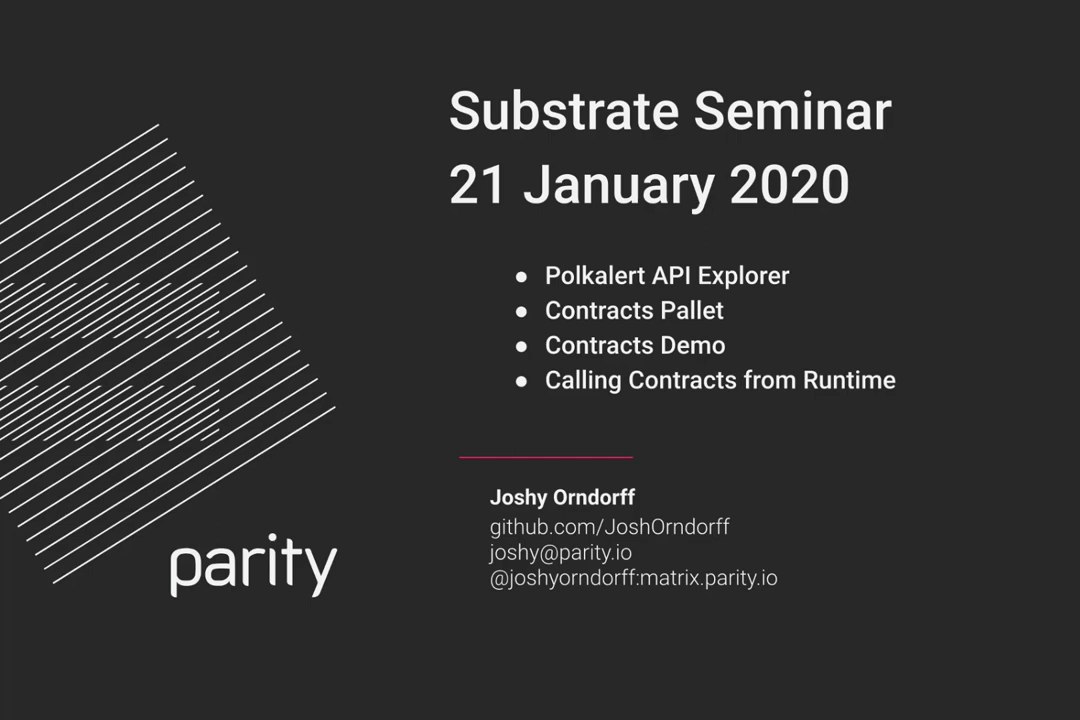 Substrate Seminar
21 January 2020
● Polkalert API Explorer
● Contracts Pallet
● Contracts Demo
● Calling Contracts from Runtime
Joshy Orndorff
github.com/JoshOrndorff
joshy@parity.io
@joshyorndorff:matrix.parity.io
parity